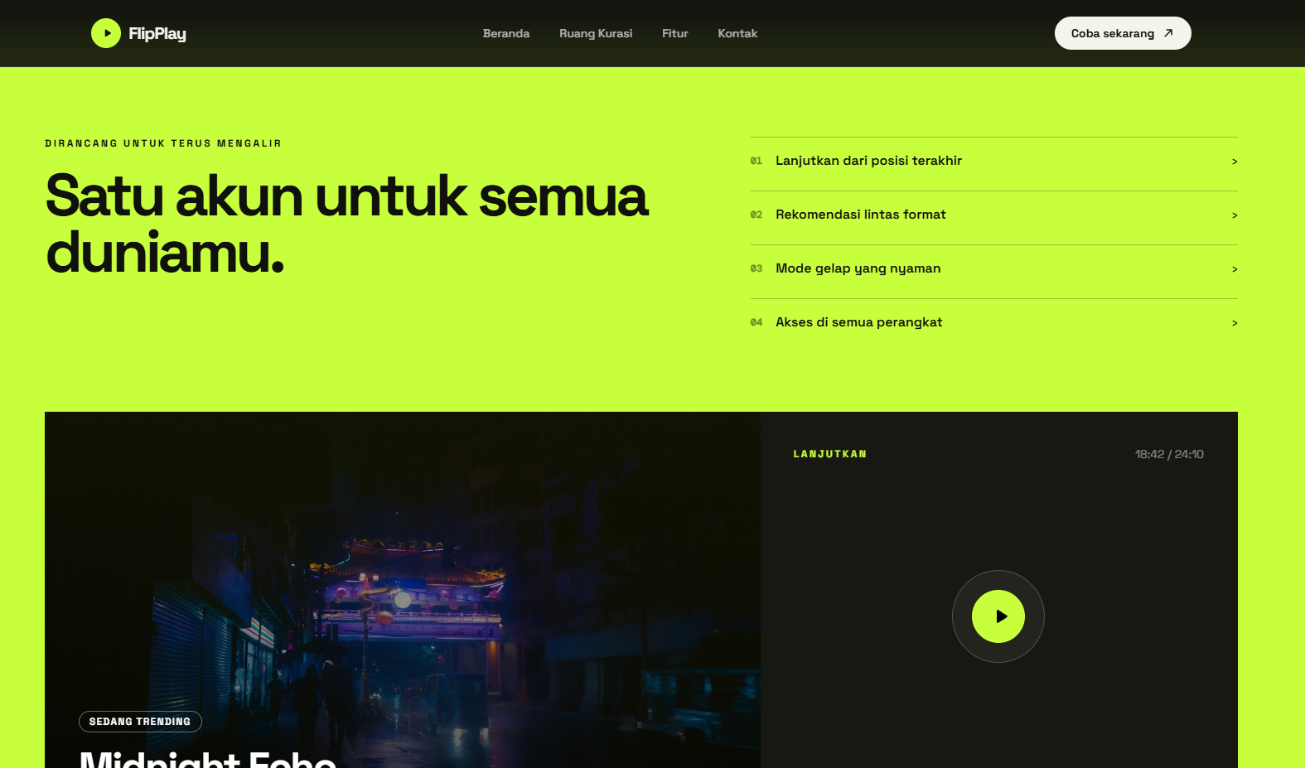 FlipPlay
Beranda
Ruang Kurasi
Fitur
Kontak
Coba sekarang
DIRANCANG UNTUK TERUS MENGALIR
Satu akun untuk semua
duniamu.
01 Lanjutkan dari posisi terakhir
02 Rekomendasi lintas format
03 Mode gelap yang nyaman
04 Akses di semua perangkat
LANJUTKAN
18:42 / 24:10
SEDANG TRENDING
Midnight Echo